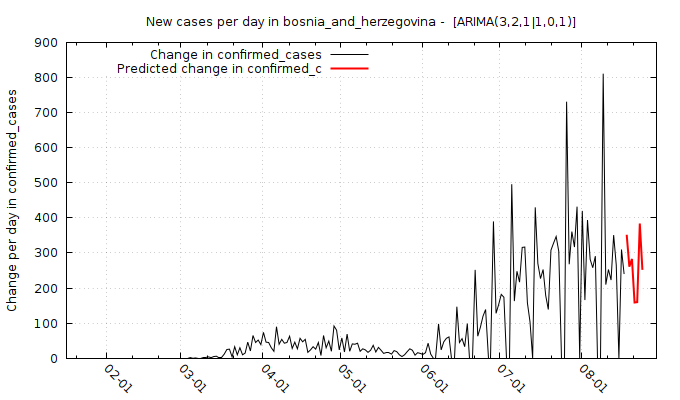 New cases per day in bosnia_and_herzegovina - [ARIMA(3,2,1|1,0,1)]
Change in confirmed_cases
Predicted change in confirmed_c
Change per day in confirmed_cases
900
800
700
600
500
400
300
200
100
0
02-01 03-01 04-01 05-01 06-01 07-01 08-01